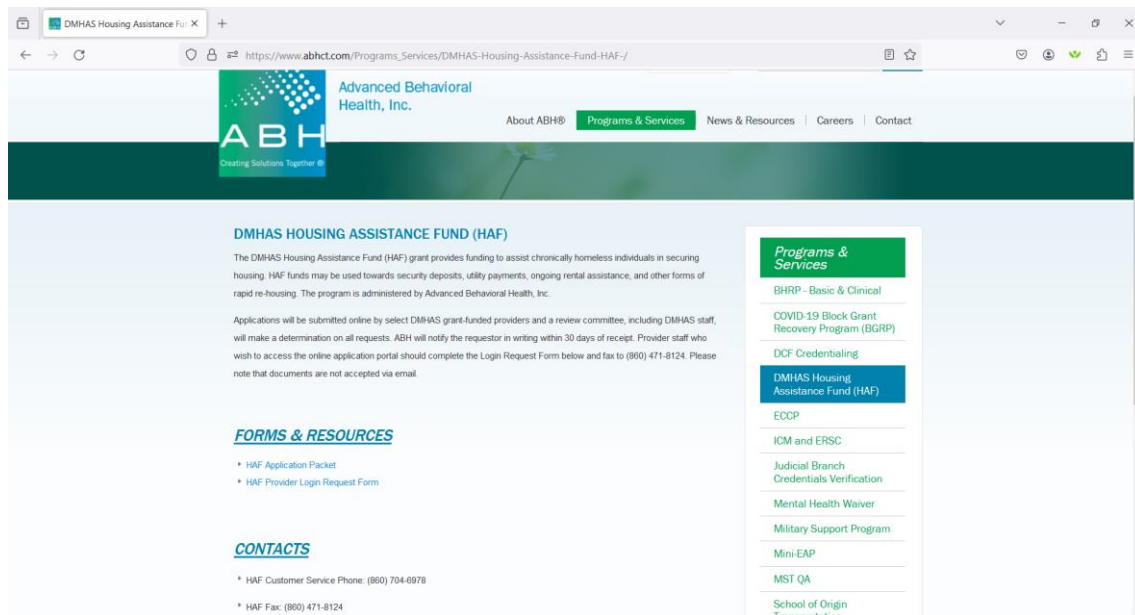 DMHAS Housing Assistance Fu
https://www.abhct.com/Programs_Services/DMHAS-Housing-Assistance-Fund-HAF-/
Advanced Behavioral
Health, Inc.
About ABH®
Programs & Services
News & Resources
Careers
Contact
ABH
Creating Solutions Together ®
DMHAS HOUSING ASSISTANCE FUND (HAF)
The DMHAS Housing Assistance Fund (HAF) grant provides funding to assist chronically homeless individuals in securing
housing. HAF funds may be used towards security deposits, utility payments, ongoing rental assistance, and other forms of
rapid re-housing. The program is administered by Advanced Behavioral Health, Inc.
Applications will be submitted online by select DMHAS grant-funded providers and a review committee, including DMHAS staff,
will make a determination on all requests. ABH will notify the requestor in writing within 30 days of receipt. Provider staff who
wish to access the online application portal should complete the Login Request Form below and fax to (860) 471-8124. Please
note that documents are not accepted via email.
FORMS & RESOURCES
HAF Application Packet
HAF Provider Login Request Form
CONTACTS
HAF Customer Service Phone: (860) 704-6978
HAF Fax: (860) 471-8124
Programs &
Services
BHRP - Basic & Clinical
COVID-19 Block Grant
Recovery Program (BGRP)
DCF Credentialing
DMHAS Housing
Assistance Fund (HAF)
ECCP
ICM and ERSC
Judicial Branch
Credentials Verification
Mental Health Waiver
Military Support Program
Mini-EAP
MST QA
School of Origin